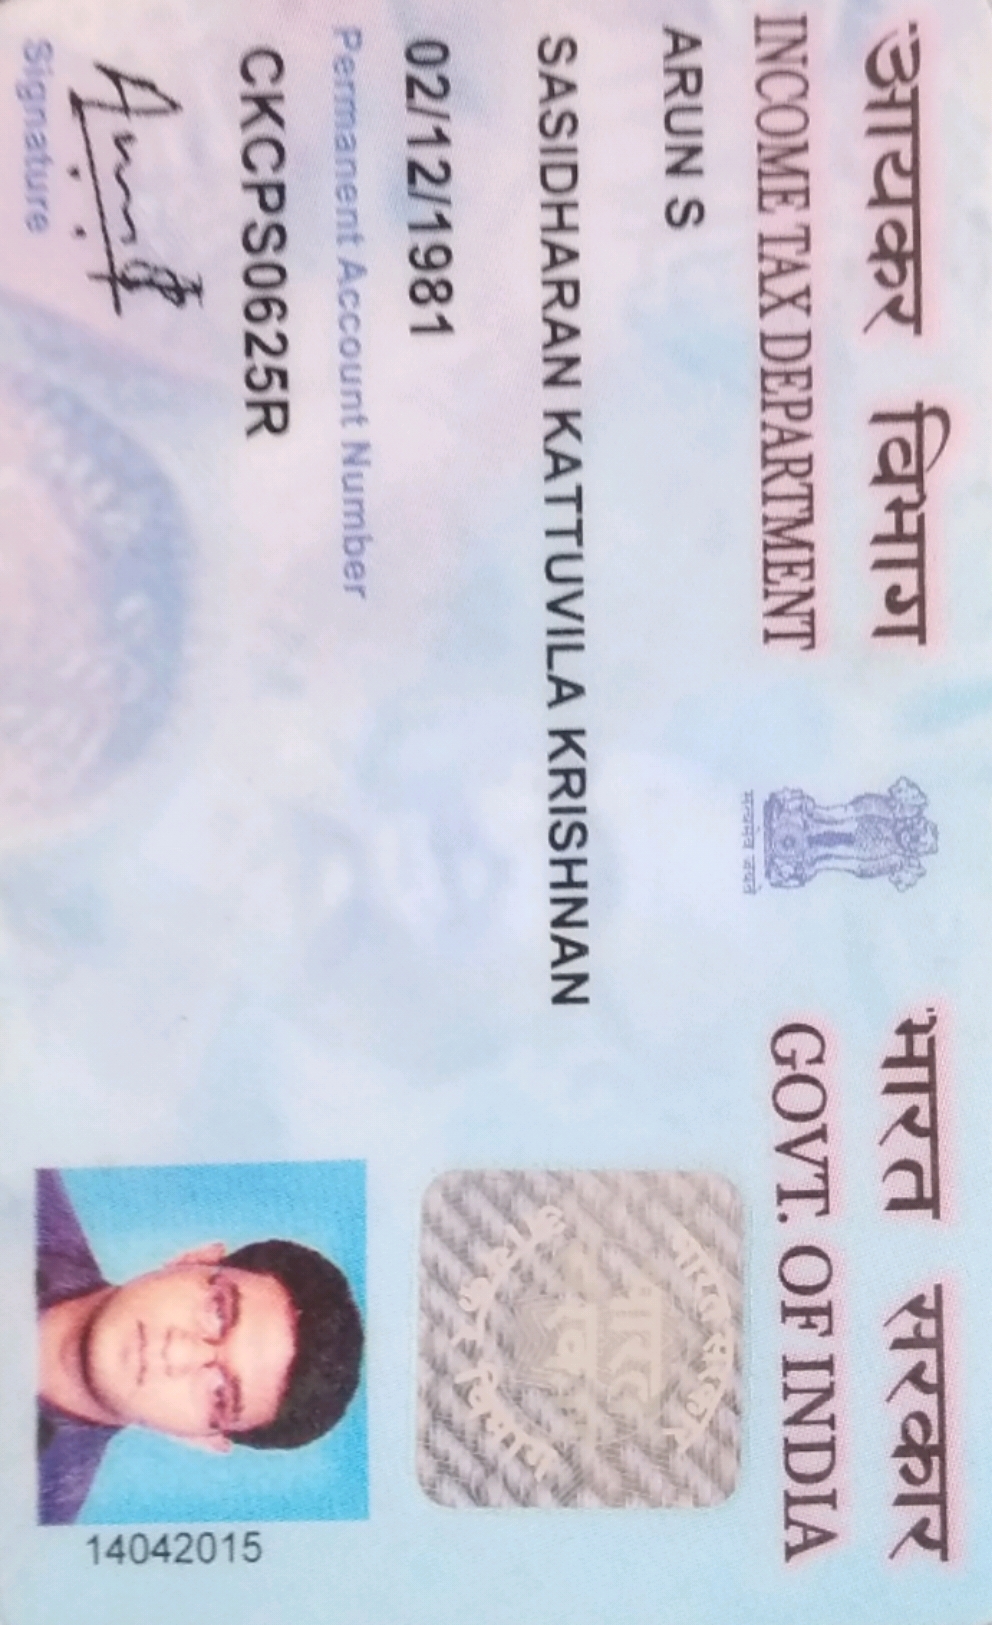 आयकर विभाग
INCOME TAX DEPARTMENT
सत्यमेव जयते
भारत सरकार
GOVT. OF INDIA
ARUN S
SASIDHARAN KATTUVILA KRISHNAN
02/12/1981
Permanent Account Number
CKCPS0625R
Signature
14042015